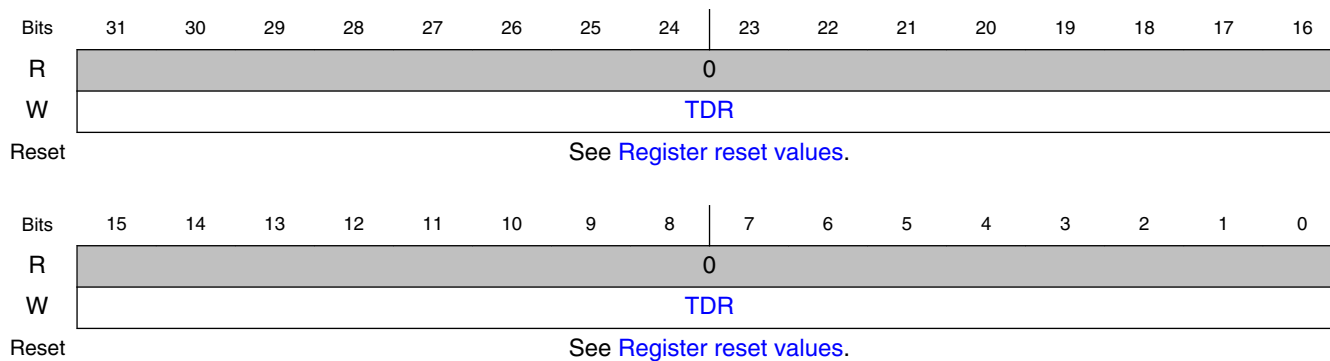 Bits 31 30 29 28 27 26 25 24 23 22 21 20 19 18 17 16
R 0
W TDR
Reset See Register reset values.
Bits 15 14 13 12 11 10 9 8 7 6 5 4 3 2 1 0
R 0
W TDR
Reset See Register reset values.